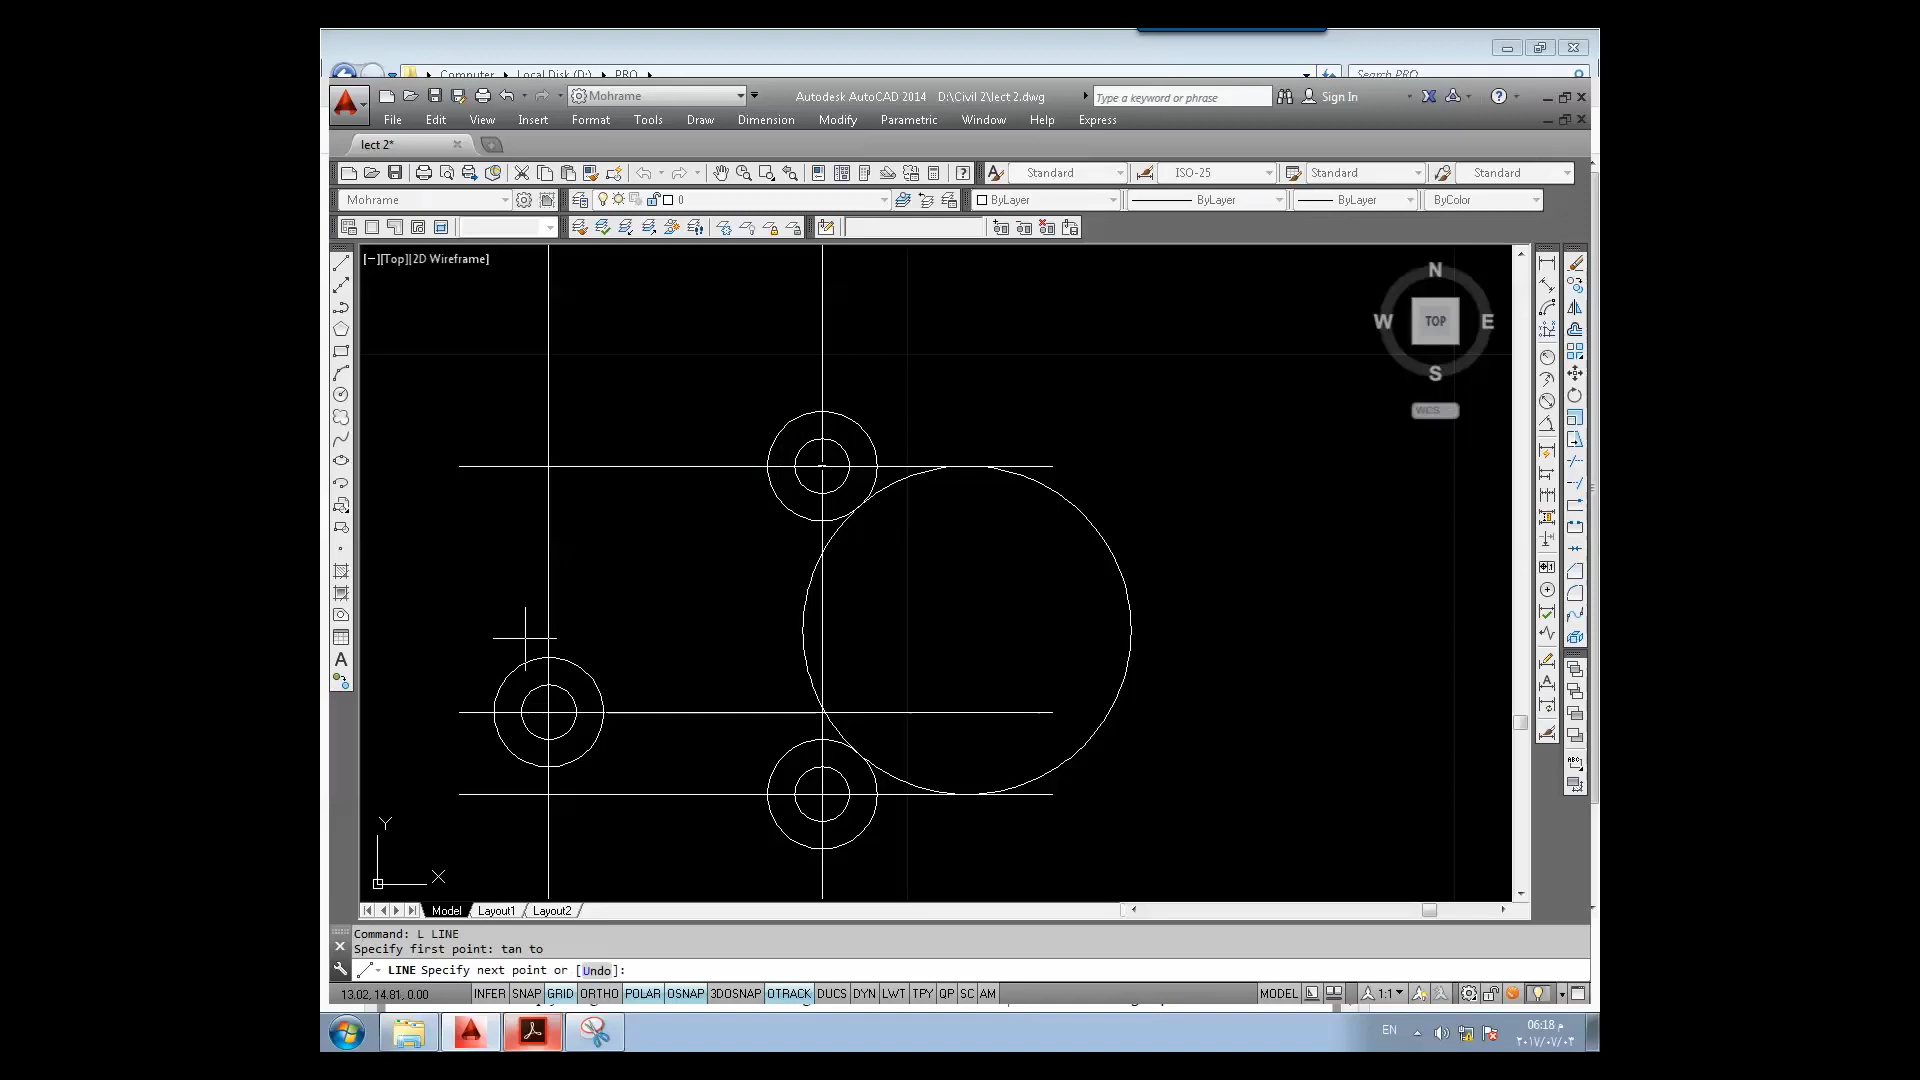 Computer Local Disk (D:) PRO Search PRO
Mohrame Autodesk AutoCAD 2014 D:\Civil 2\lect 2.dwg Type a keyword or phrase Sign In
File Edit View Insert Format Tools Draw Dimension Modify Parametric Window Help Express
lect 2*
Standard ISO-25 Standard Standard
Mohrame 0 ByLayer ByLayer ByLayer ByColor
[−][Top][2D Wireframe]
N
W TOP E
S
WCS
Y
X
Model Layout1 Layout2
Command: L LINE
Specify first point: tan to
LINE Specify next point or [Undo]:
13.02, 14.81, 0.00 INFER SNAP GRID ORTHO POLAR OSNAP 3DOSNAP OTRACK DUCS DYN LWT TPY QP SC AM MODEL 1:1
EN 06:18 م
٢٠١٧/٠٧/٠٣